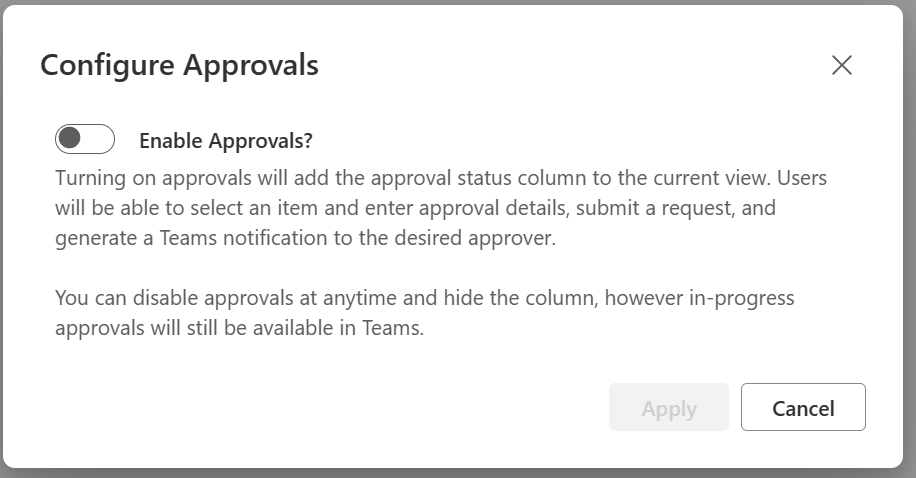 Configure Approvals
Enable Approvals?
Turning on approvals will add the approval status column to the current view. Users
will be able to select an item and enter approval details, submit a request, and
generate a Teams notification to the desired approver.
You can disable approvals at anytime and hide the column, however in-progress
approvals will still be available in Teams.
Apply
Cancel